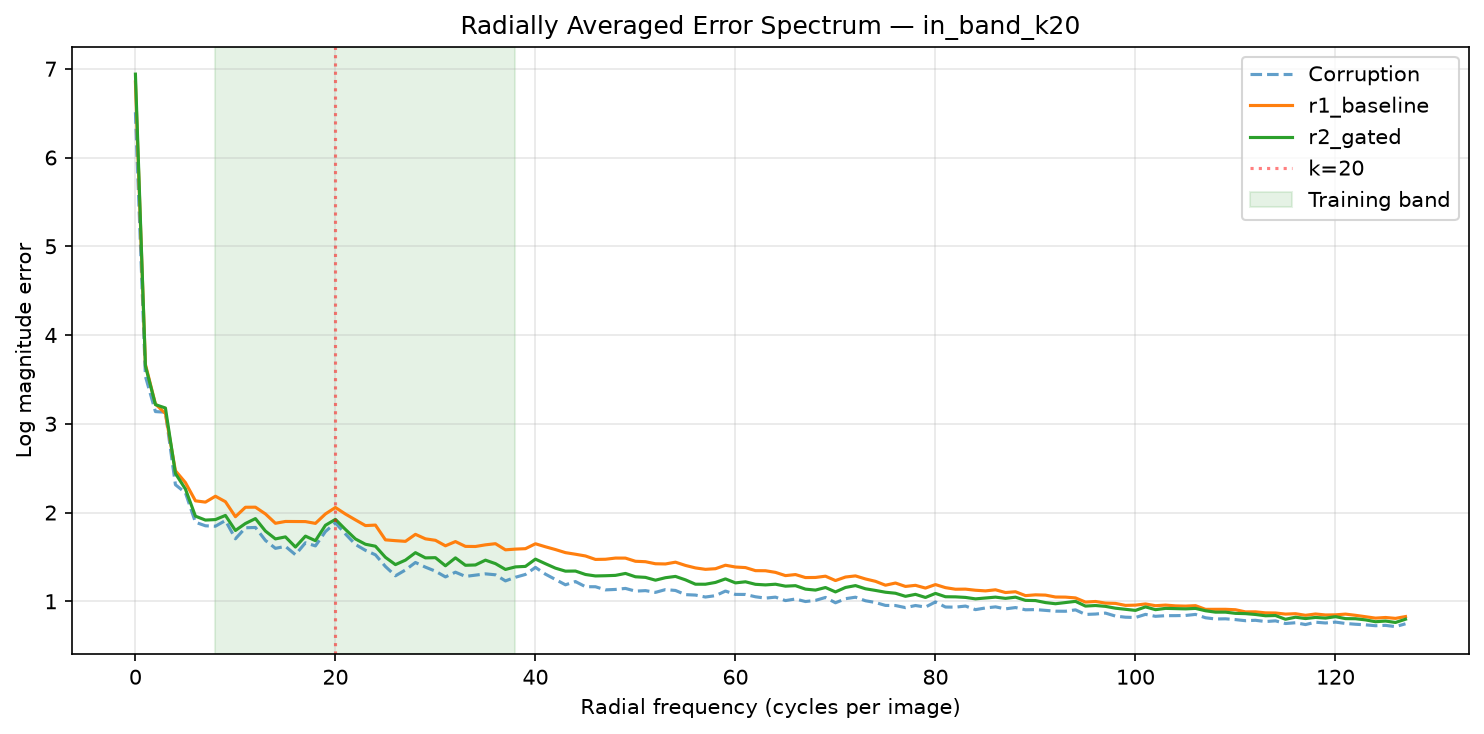 Radially Averaged Error Spectrum — in_band_k20
Corruption
r1_baseline
r2_gated
k=20
Training band
Log magnitude error
7
6
5
4
3
2
1
0
20
40
60
80
100
120
Radial frequency (cycles per image)